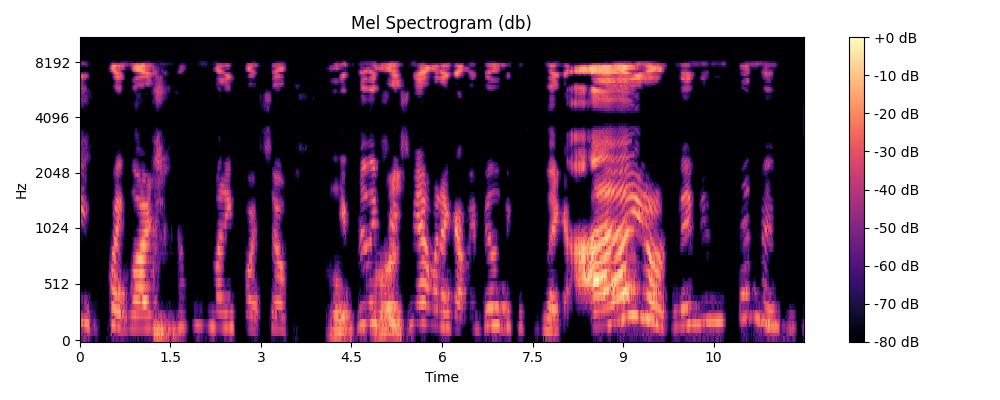 Mel Spectrogram (db)
8192
4096
2048
1024
512
0
Hz
0 1.5 3 4.5 6 7.5 9 10
Time
+0 dB
-10 dB
-20 dB
-30 dB
-40 dB
-50 dB
-60 dB
-70 dB
-80 dB